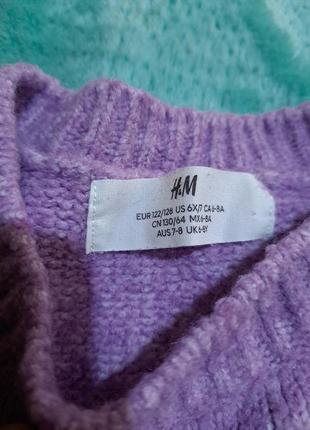 H&M
EUR 122/128 US 6X/7 CA 6-8A
CN 130/64 MX 6-8A
AUS 7-8 UK 6-8Y